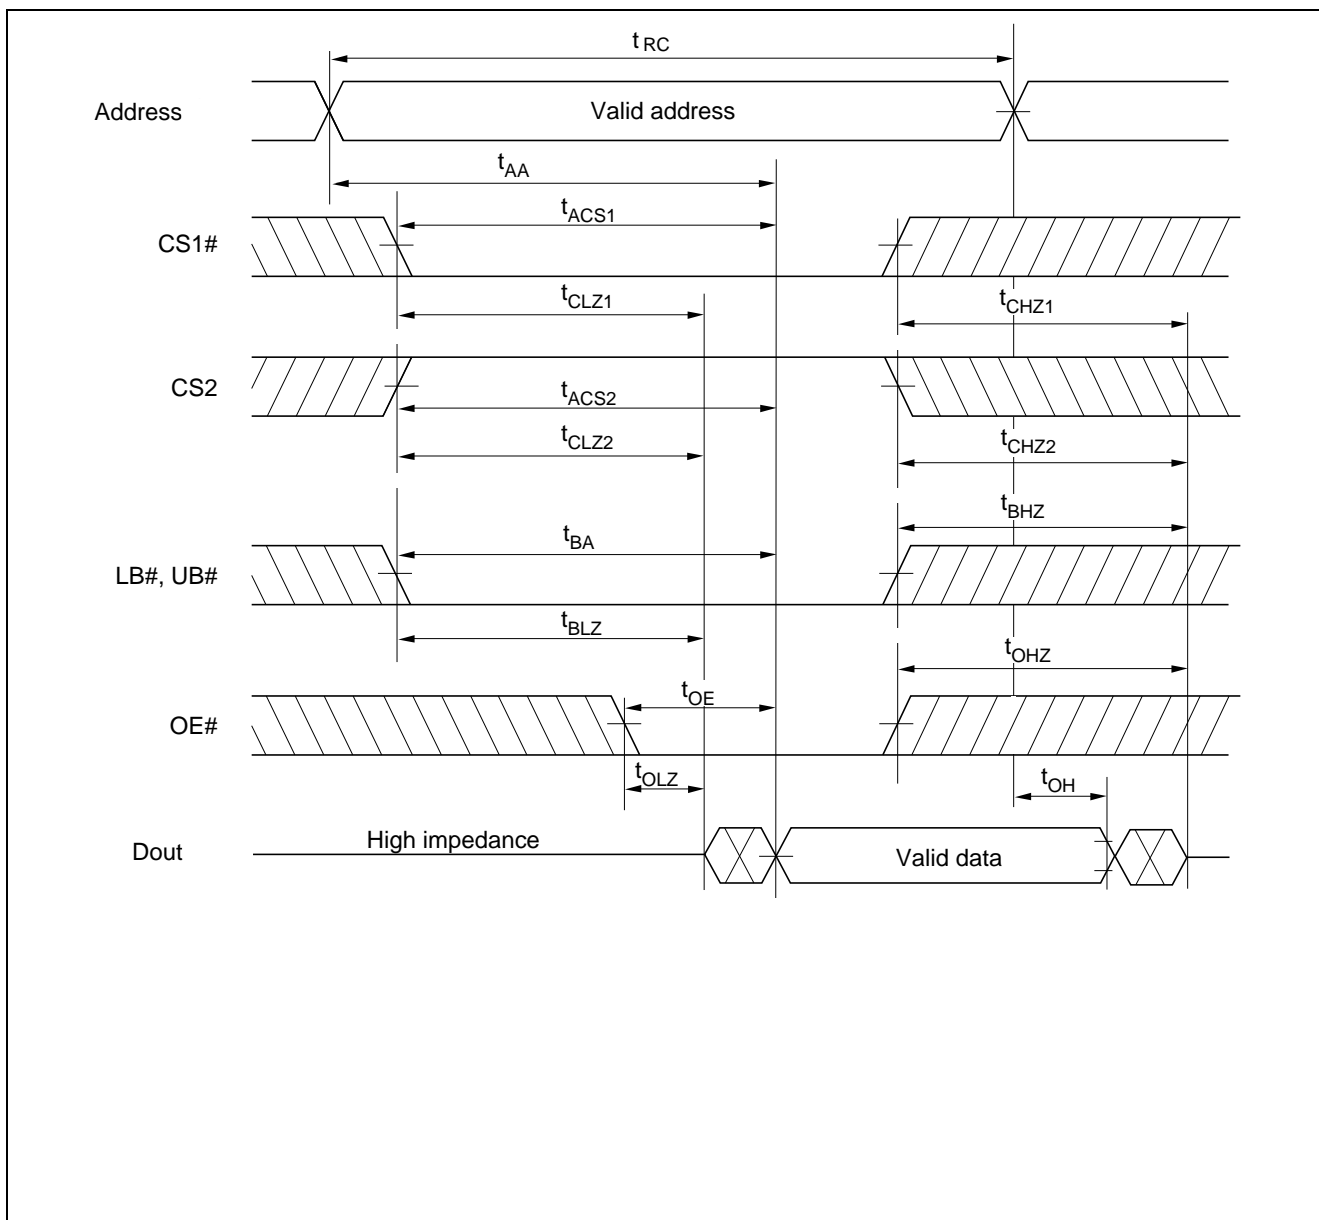 tRC
Address
Valid address
tAA
tACS1
CS1#
tCLZ1
tCHZ1
CS2
tACS2
tCLZ2
tCHZ2
tBHZ
tBA
LB#, UB#
tBLZ
tOHZ
tOE
OE#
tOLZ
tOH
High impedance
Dout
Valid data